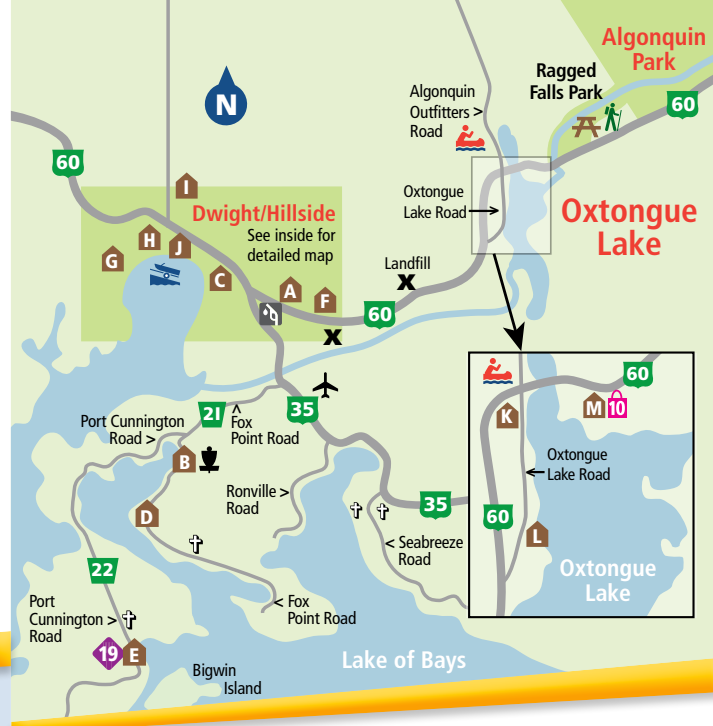 Algonquin
Park
Ragged
Falls Park
60
Algonquin
Outfitters >
Road
N
60
I
Dwight/Hillside
See inside for
detailed map
H
J
G
C
A
F
Oxtongue
Lake Road
Oxtongue
Lake
Landfill
X
60
X
35
21
Port Cunnington
Road >
^
Fox
Point Road
B
Ronville >
Road
D
35
< Seabreeze
Road
22
Port
Cunnington >
Road
< Fox
Point Road
19
E
Bigwin
Island
Lake of Bays
60
K
M
10
Oxtongue
Lake Road
60
L
Oxtongue
Lake